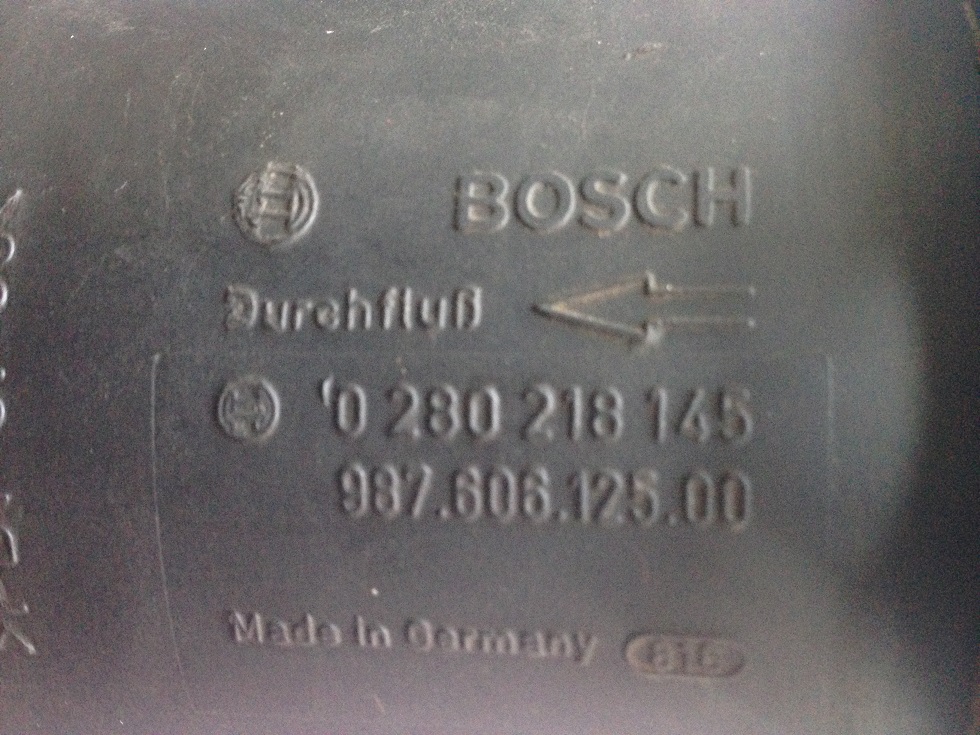 BOSCH
Durchfluß
0 280 218 145
987.606.125.00
Made in Germany